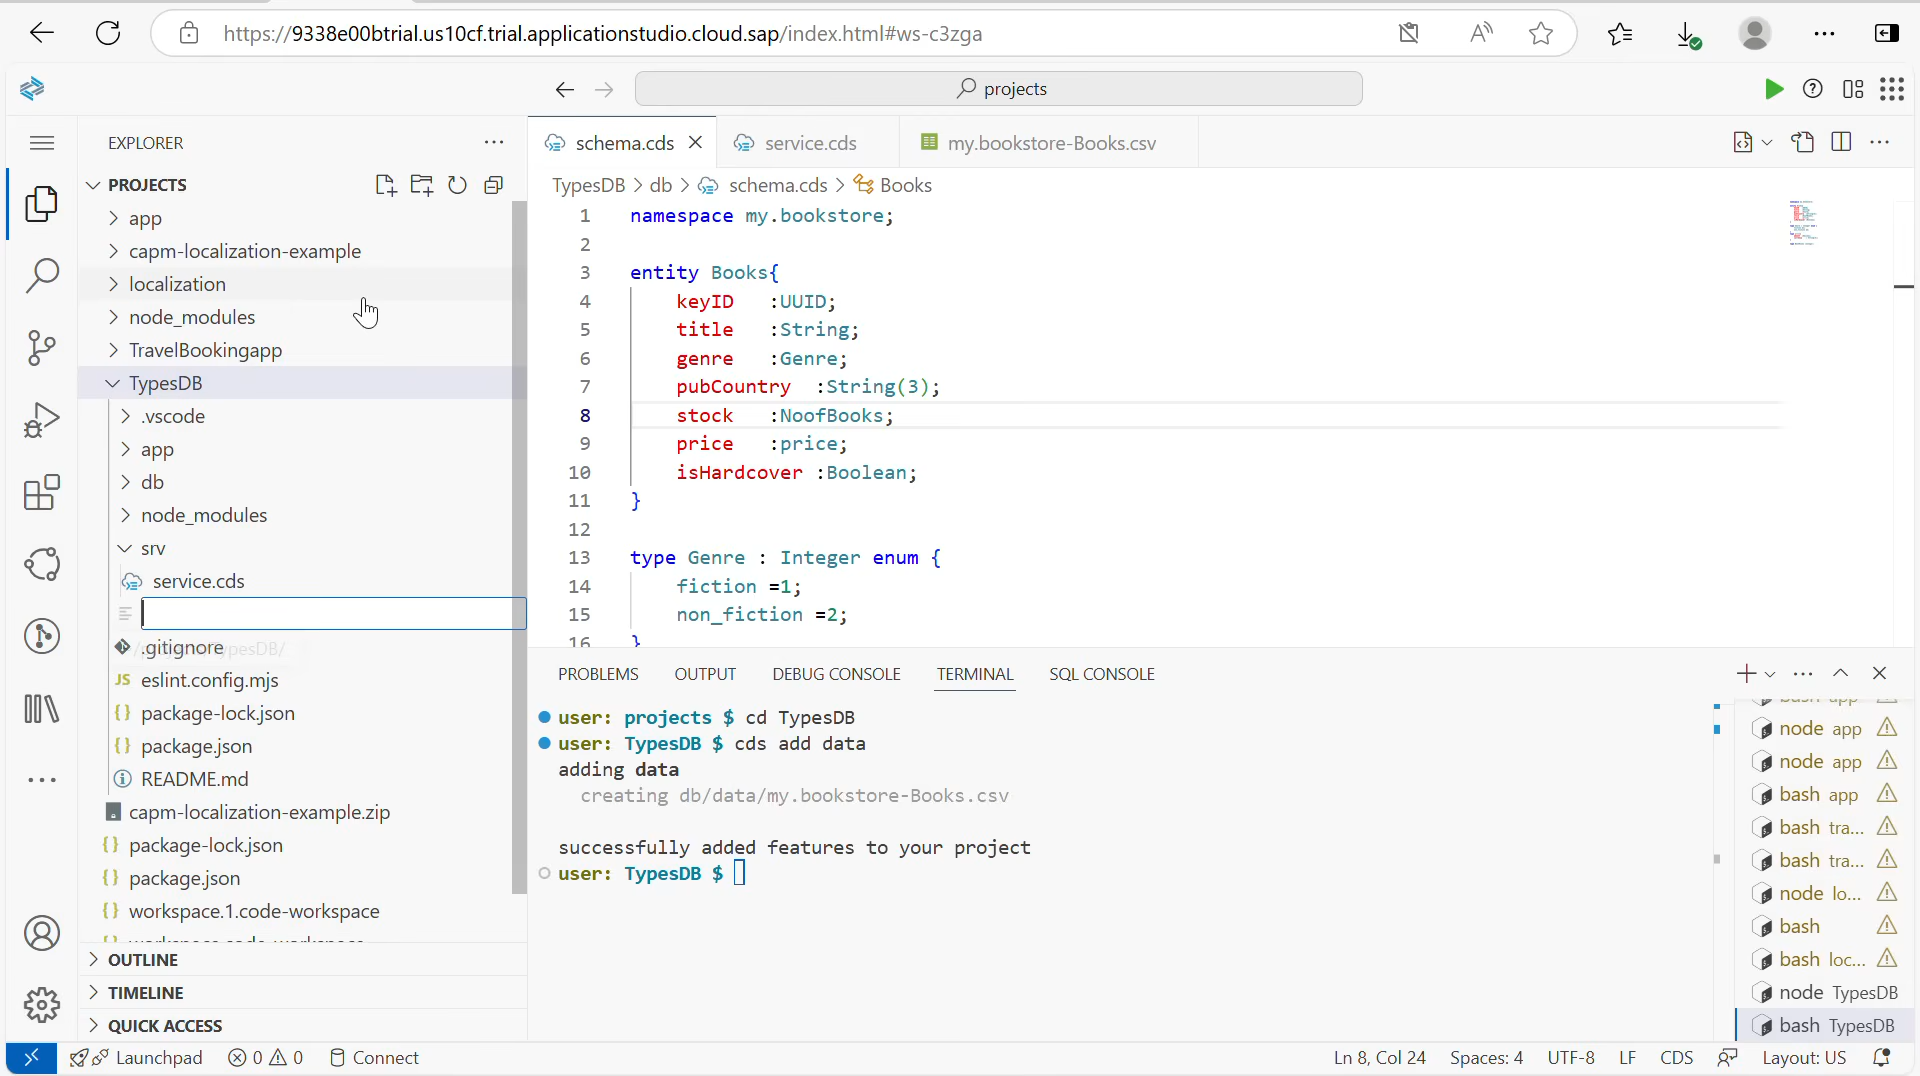 https://9338e00btrial.us10cf.trial.applicationstudio.cloud.sap/index.html#ws-c3zga
projects
EXPLORER
PROJECTS
app
capm-localization-example
localization
node_modules
TravelBookingapp
TypesDB
.vscode
app
db
node_modules
srv
service.cds
.gitignore
eslint.config.mjs
package-lock.json
package.json
README.md
capm-localization-example.zip
package-lock.json
package.json
workspace.1.code-workspace
OUTLINE
TIMELINE
QUICK ACCESS
schema.cds
service.cds
my.bookstore-Books.csv
TypesDB > db > schema.cds > Books
1 namespace my.bookstore;
2
3 entity Books{
4 keyID :UUID;
5 title :String;
6 genre :Genre;
7 pubCountry :String(3);
8 stock :NoofBooks;
9 price :price;
10 isHardcover :Boolean;
11 }
12
13 type Genre : Integer enum {
14 fiction =1;
15 non_fiction =2;
16 }
PROBLEMS OUTPUT DEBUG CONSOLE TERMINAL SQL CONSOLE
user: projects $ cd TypesDB
user: TypesDB $ cds add data
adding data
creating db/data/my.bookstore-Books.csv
successfully added features to your project
user: TypesDB $
bash app
node app
node app
bash app
bash tra...
bash tra...
node lo...
bash
bash loc...
node TypesDB
bash TypesDB
Launchpad 0 0 Connect
Ln 8, Col 24 Spaces: 4 UTF-8 LF CDS Layout: US